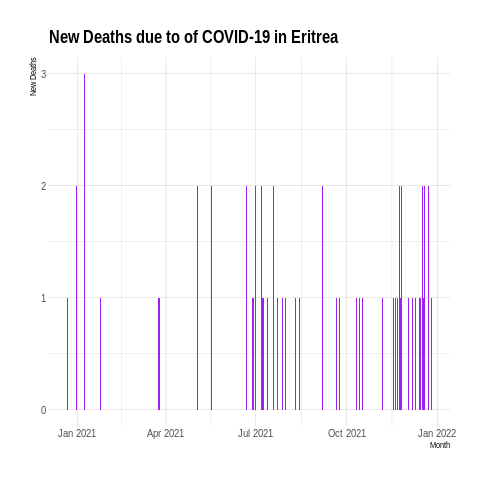 New Deaths due to of COVID-19 in Eritrea
New Deaths
3
2
1
0
Jan 2021 Apr 2021 Jul 2021 Oct 2021 Jan 2022
Month